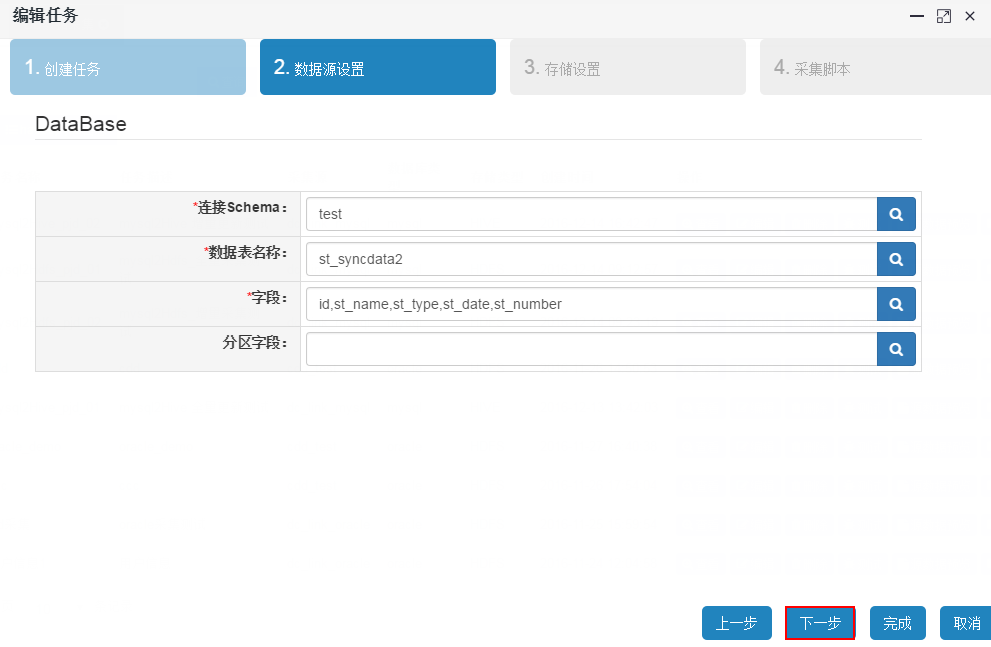 编辑任务
1. 创建任务
2. 数据源设置
3. 存储设置
4. 采集脚本
DataBase
*连接Schema： test
*数据表名称： st_syncdata2
*字段： id,st_name,st_type,st_date,st_number
分区字段：
上一步 下一步 完成 取消